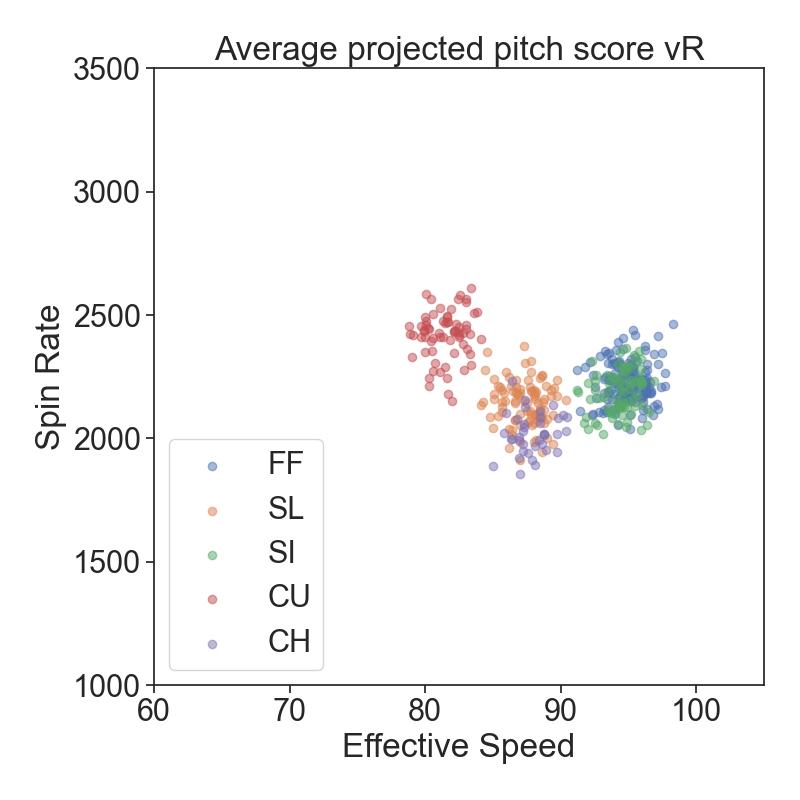 Average projected pitch score vR
3500
3000
2500
2000
1500
1000
Spin Rate
FF
SL
SI
CU
CH
60
70
80
90
100
Effective Speed